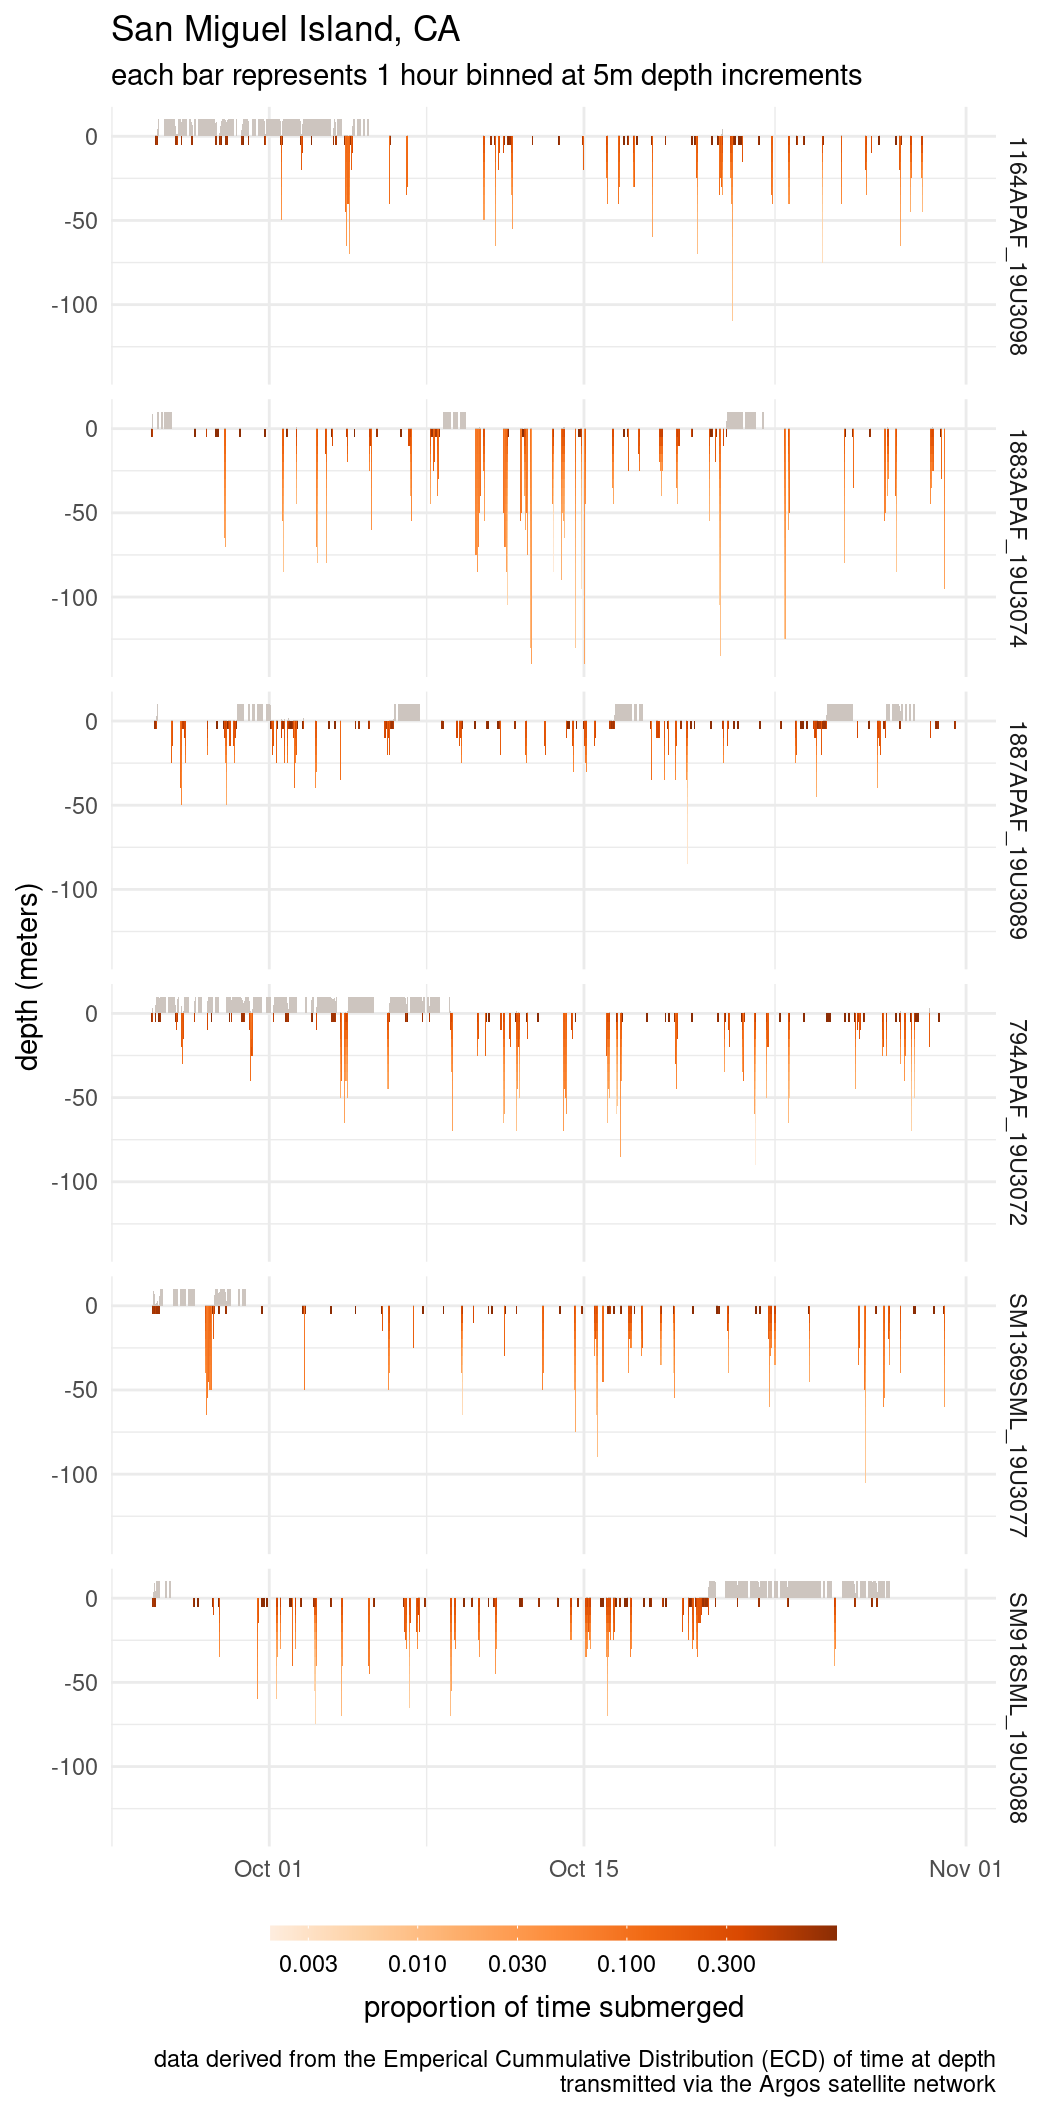 San Miguel Island, CA
each bar represents 1 hour binned at 5m depth increments
depth (meters)
0
-50
-100
1164APAF_19U3098
0
-50
-100
1883APAF_19U3074
0
-50
-100
1887APAF_19U3089
0
-50
-100
794APAF_19U3072
0
-50
-100
SM1369SML_19U3077
0
-50
-100
SM918SML_19U3088
Oct 01 Oct 15 Nov 01
0.003 0.010 0.030 0.100 0.300
proportion of time submerged
data derived from the Emperical Cummulative Distribution (ECD) of time at depth
transmitted via the Argos satellite network